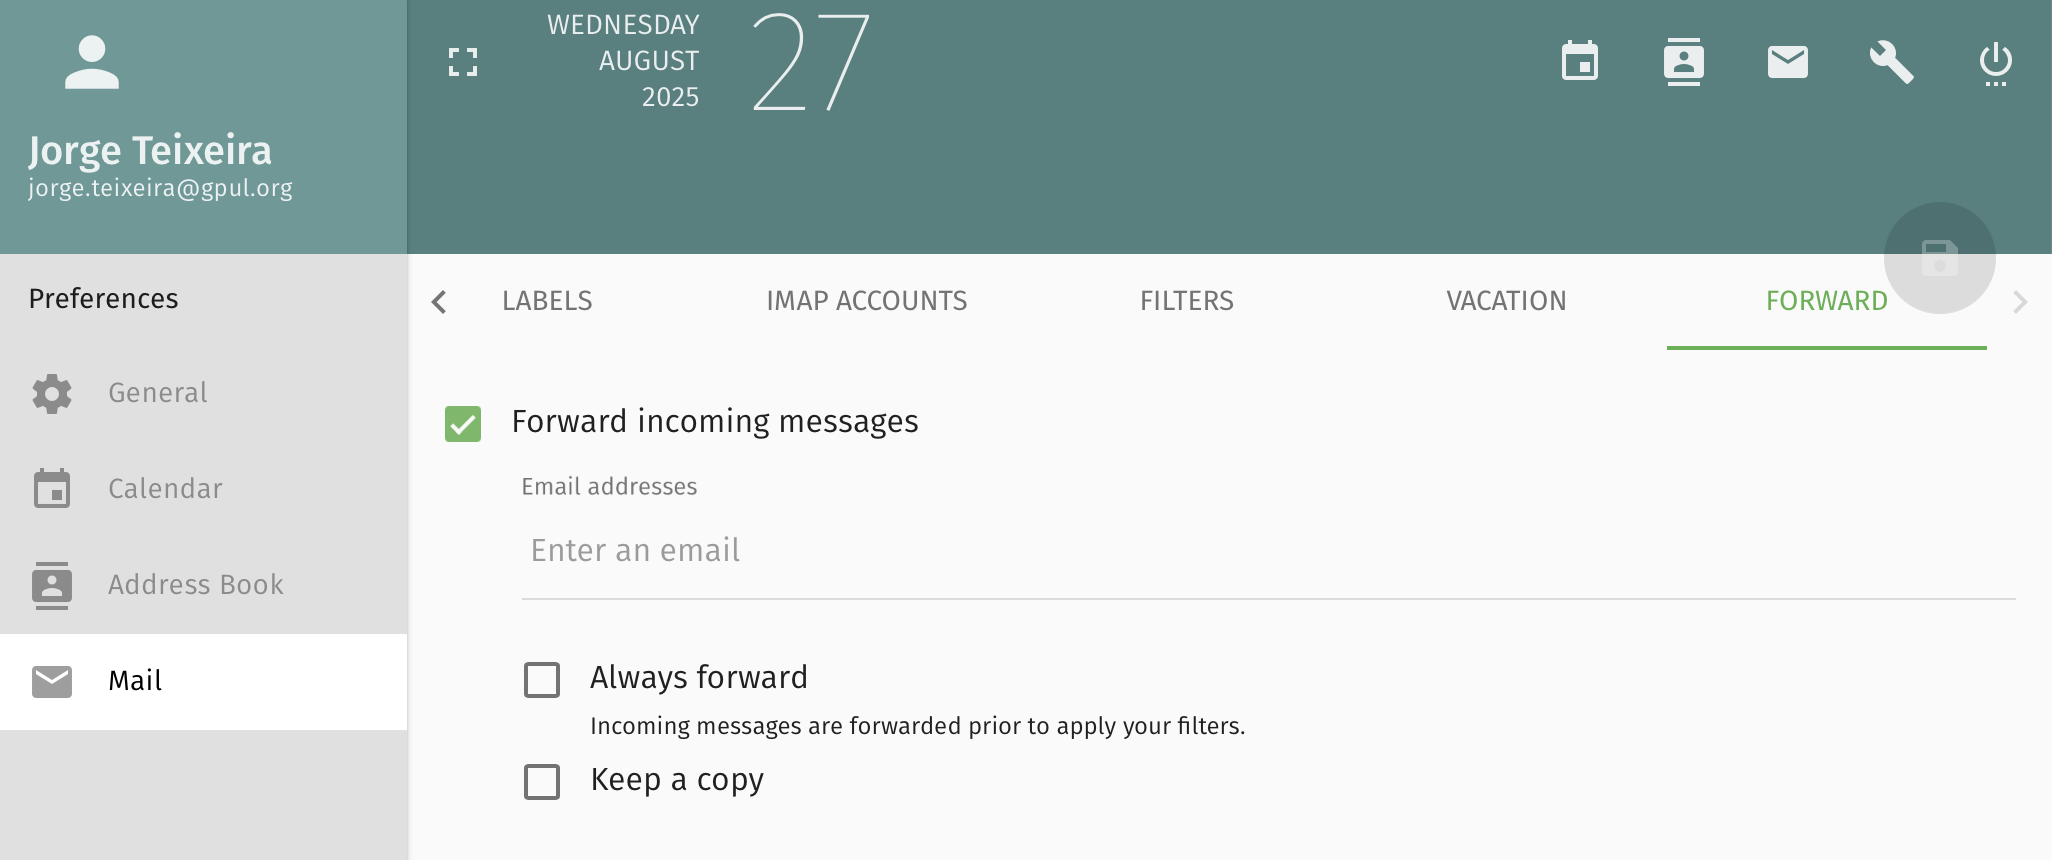 Jorge Teixeira
jorge.teixeira@gpul.org
WEDNESDAY
AUGUST
2025
27
Preferences
General
Calendar
Address Book
Mail
LABELS
IMAP ACCOUNTS
FILTERS
VACATION
FORWARD
Forward incoming messages
Email addresses
Enter an email
Always forward
Incoming messages are forwarded prior to apply your filters.
Keep a copy